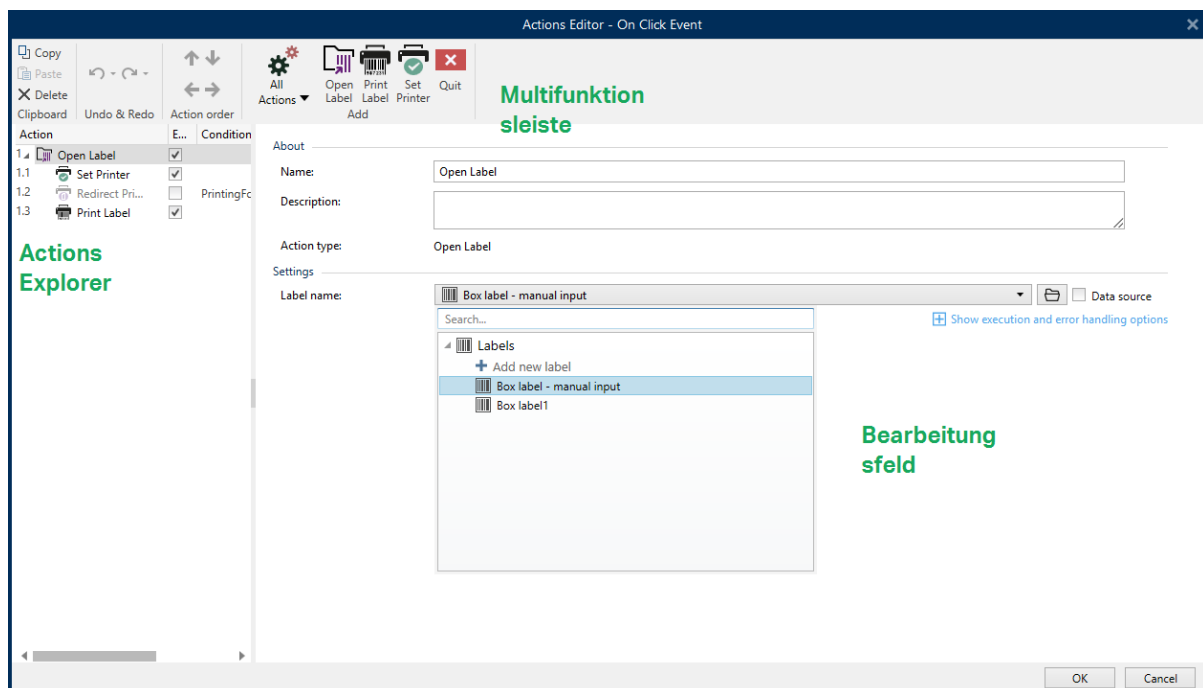 Actions Editor - On Click Event
Copy
Paste
Delete
Clipboard
Undo & Redo
Action order
All
Actions
Open
Label
Print
Label
Set
Printer
Quit
Add
Multifunktion
sleiste
Action E... Condition
1 Open Label
1.1 Set Printer
1.2 Redirect Pri... PrintingFo
1.3 Print Label
Actions
Explorer
About
Name: Open Label
Description:
Action type: Open Label
Settings
Label name: Box label - manual input Data source
Search...
Show execution and error handling options
Labels
Add new label
Box label - manual input
Box label1
Bearbeitung
sfeld
OK Cancel